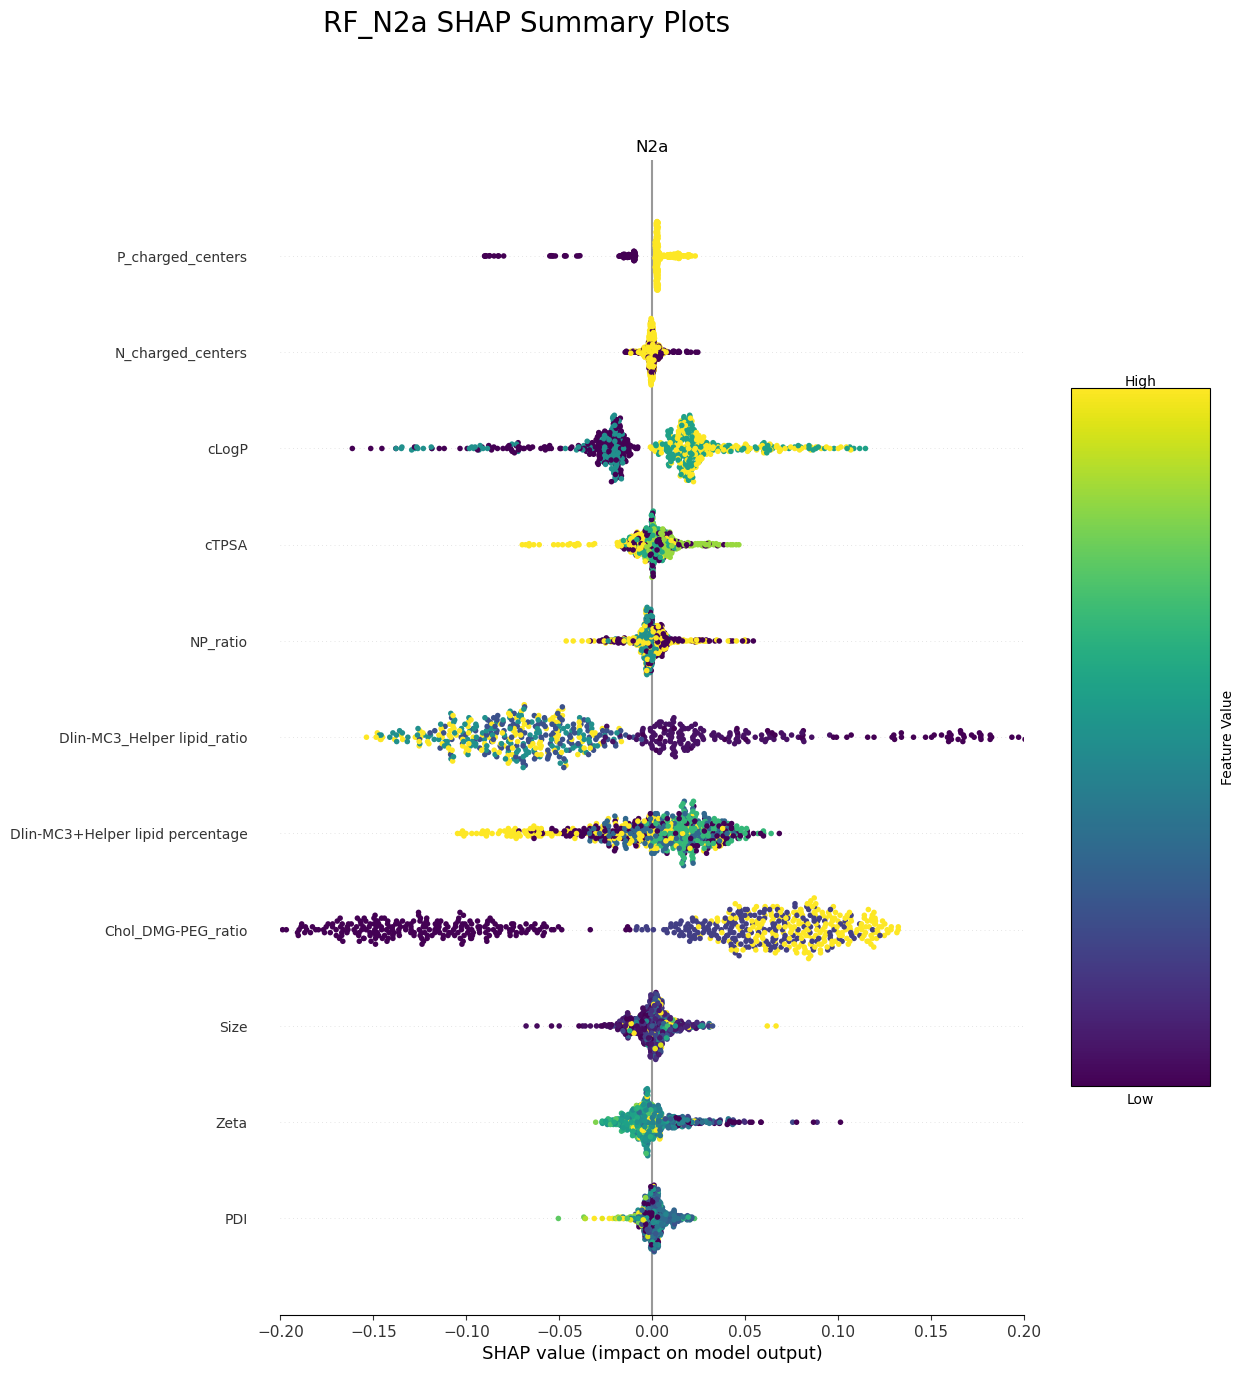 RF_N2a SHAP Summary Plots
N2a
P_charged_centers
N_charged_centers
cLogP
cTPSA
NP_ratio
Dlin-MC3_Helper lipid_ratio
Dlin-MC3+Helper lipid percentage
Chol_DMG-PEG_ratio
Size
Zeta
PDI
−0.20 −0.15 −0.10 −0.05 0.00 0.05 0.10 0.15 0.20
SHAP value (impact on model output)
High
Feature Value
Low